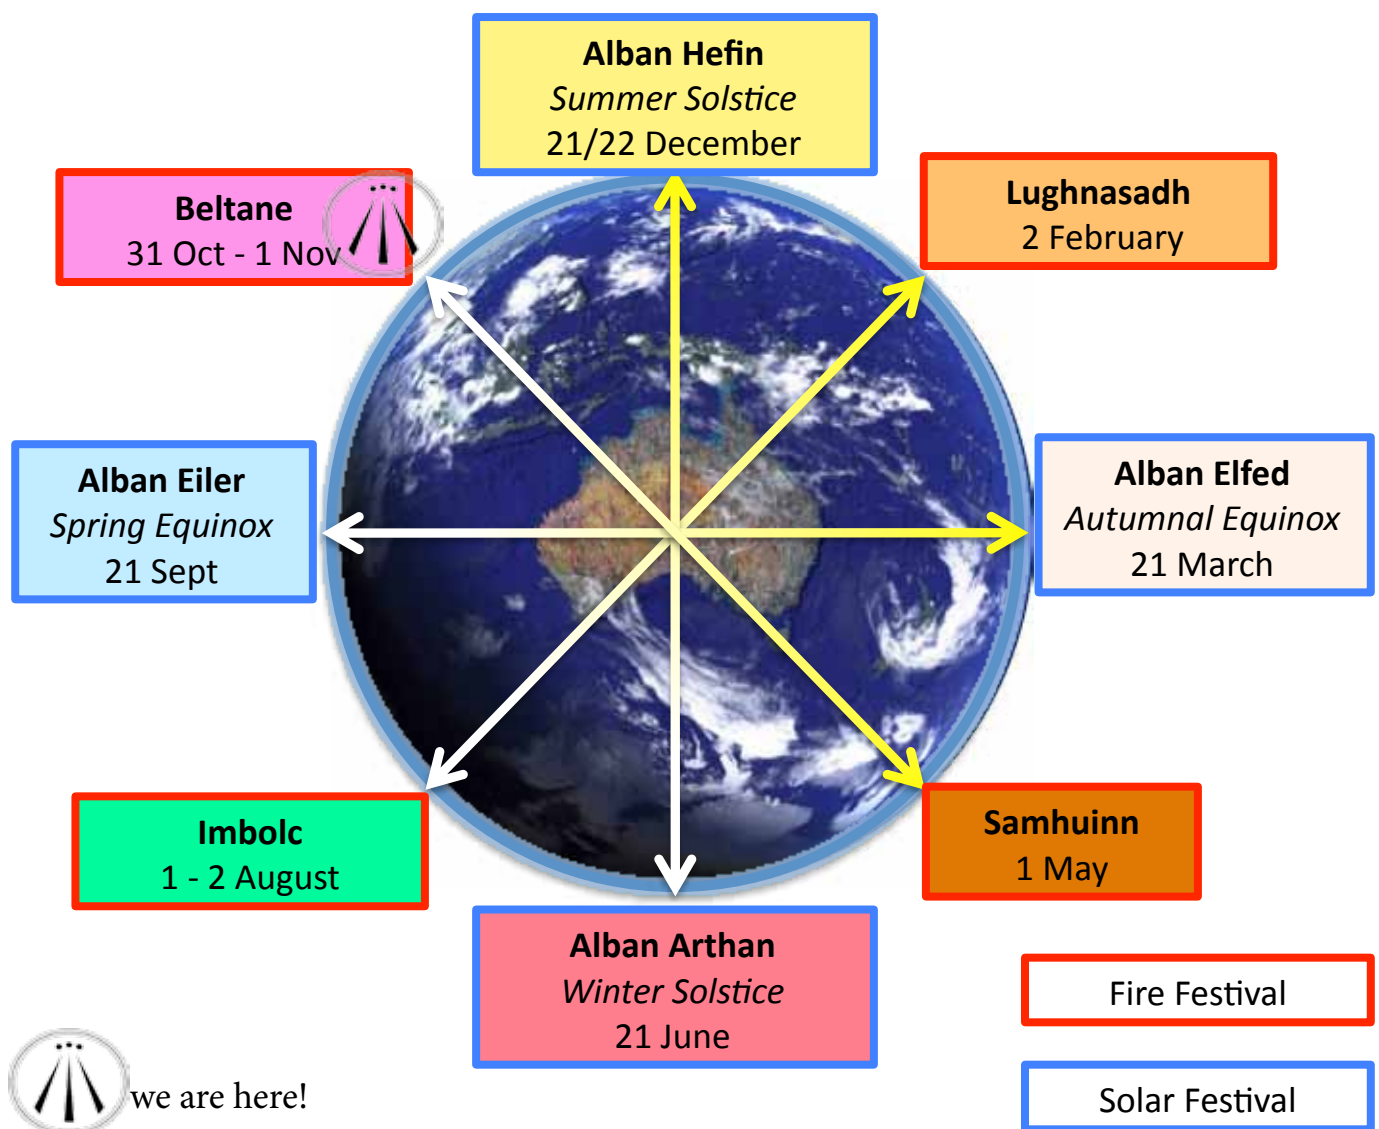 Alban Hefin
Summer Solstice
21/22 December
Beltane
31 Oct - 1 Nov
Lughnasadh
2 February
Alban Eiler
Spring Equinox
21 Sept
Alban Elfed
Autumnal Equinox
21 March
Imbolc
1 - 2 August
Samhuinn
1 May
Alban Arthan
Winter Solstice
21 June
Fire Festival
Solar Festival
we are here!